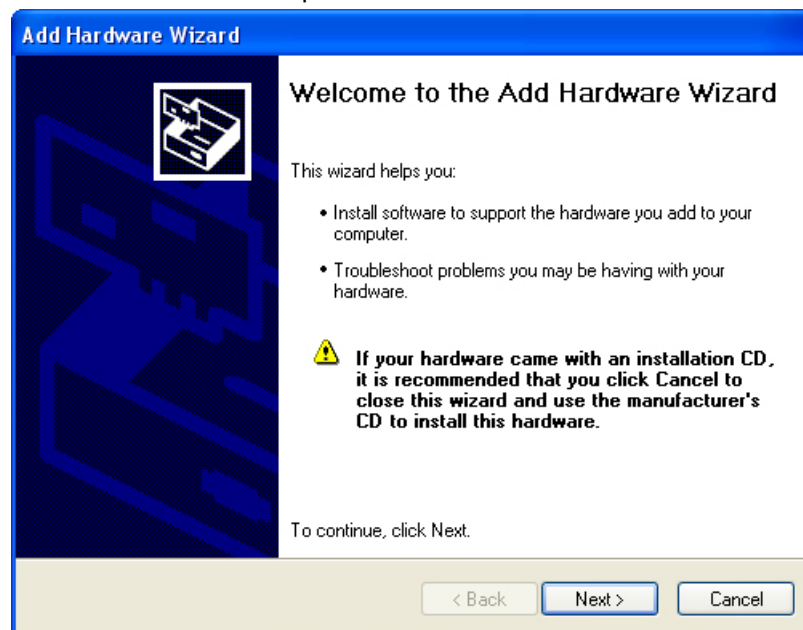 Add Hardware Wizard
Welcome to the Add Hardware Wizard
This wizard helps you:
• Install software to support the hardware you add to your
computer.
• Troubleshoot problems you may be having with your
hardware.
If your hardware came with an installation CD,
it is recommended that you click Cancel to
close this wizard and use the manufacturer's
CD to install this hardware.
To continue, click Next.
< Back Next > Cancel